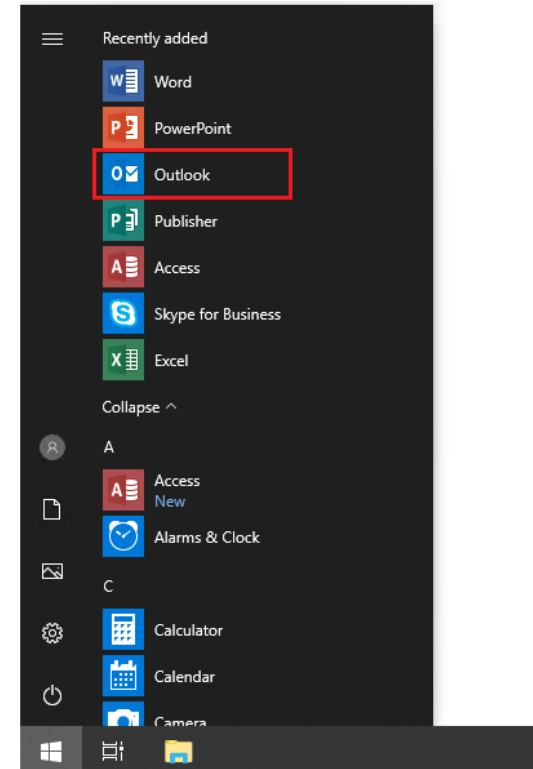 Recently added
Word
PowerPoint
Outlook
Publisher
Access
Skype for Business
Excel
Collapse
A
Access
New
Alarms & Clock
C
Calculator
Calendar
Camera